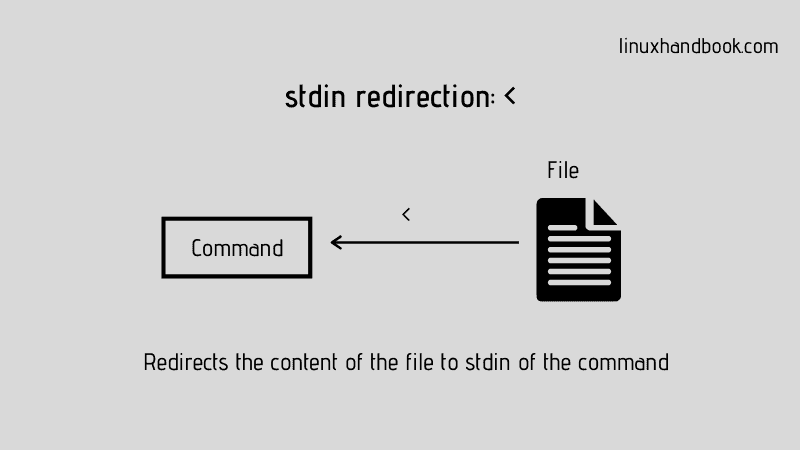 linuxhandbook.com
stdin redirection: <
File
<
Command
Redirects the content of the file to stdin of the command